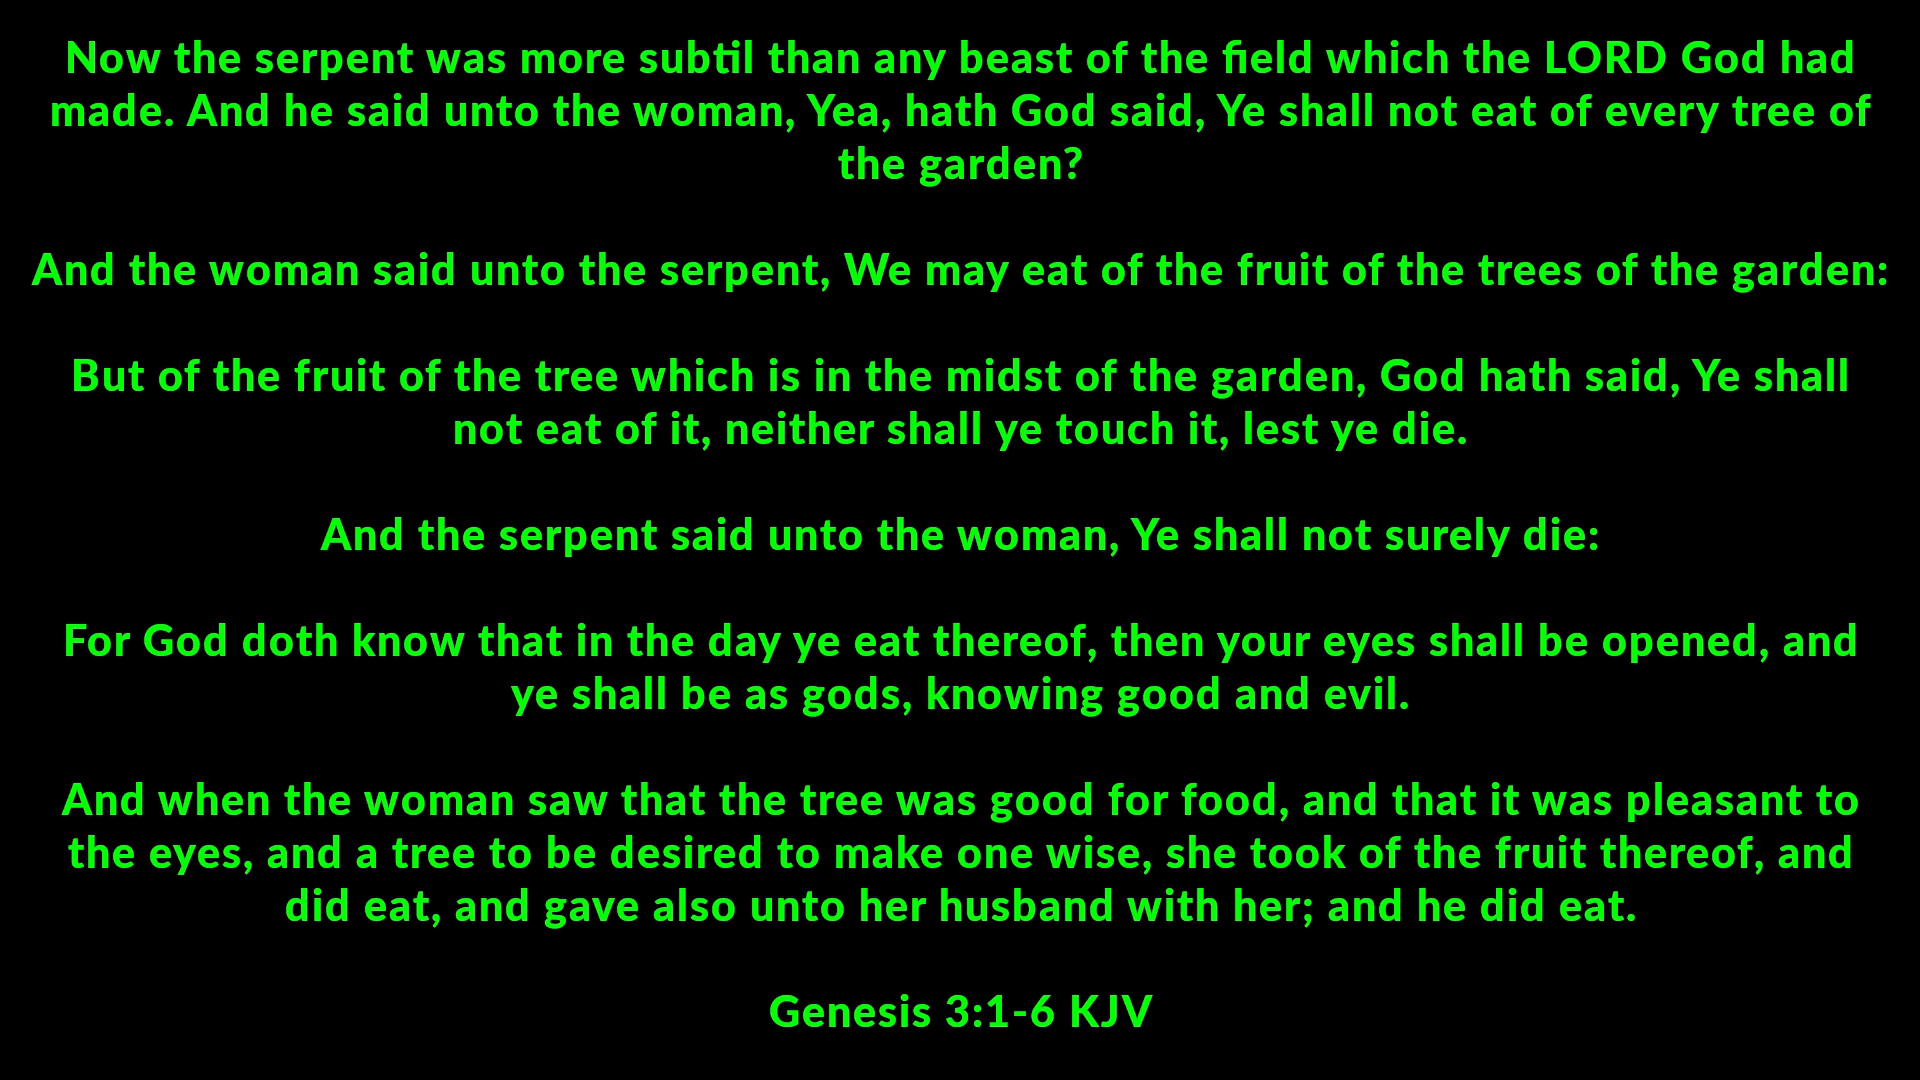 Now the serpent was more subtil than any beast of the field which the LORD God had
made. And he said unto the woman, Yea, hath God said, Ye shall not eat of every tree of
the garden?
And the woman said unto the serpent, We may eat of the fruit of the trees of the garden:
But of the fruit of the tree which is in the midst of the garden, God hath said, Ye shall
not eat of it, neither shall ye touch it, lest ye die.
And the serpent said unto the woman, Ye shall not surely die:
For God doth know that in the day ye eat thereof, then your eyes shall be opened, and
ye shall be as gods, knowing good and evil.
And when the woman saw that the tree was good for food, and that it was pleasant to
the eyes, and a tree to be desired to make one wise, she took of the fruit thereof, and
did eat, and gave also unto her husband with her; and he did eat.
Genesis 3:1-6 KJV